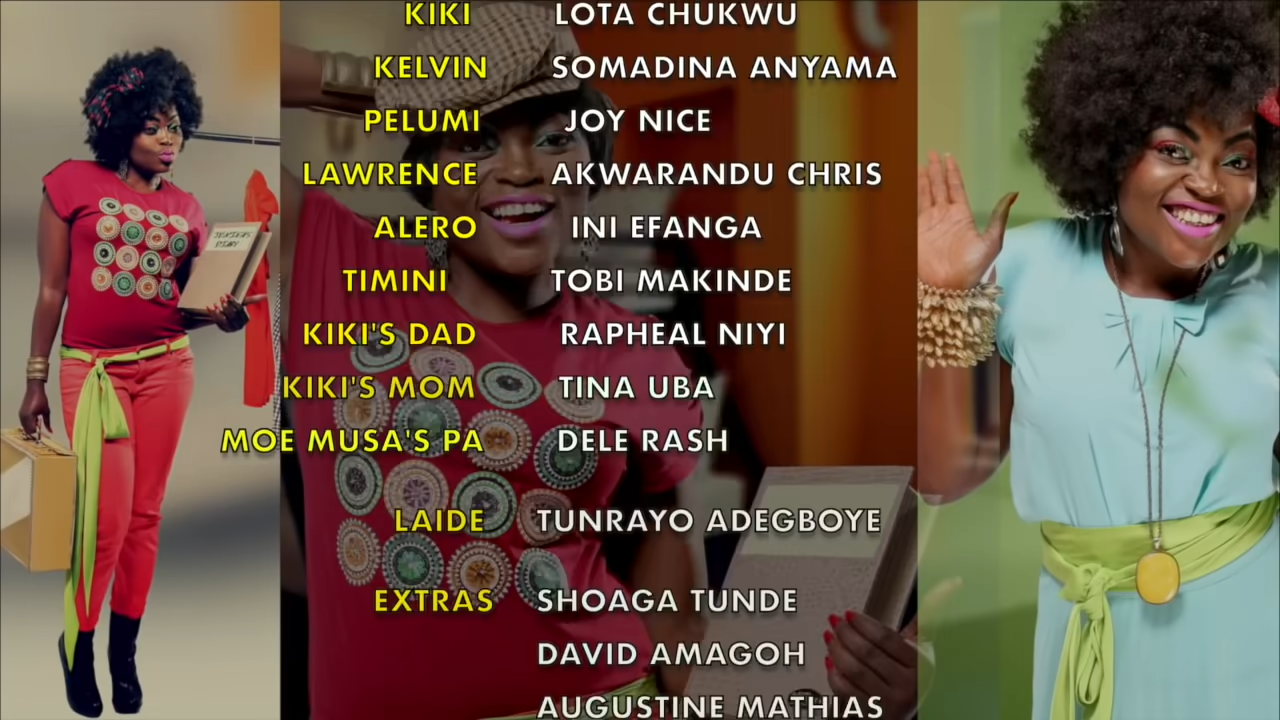 KIKI LOTA CHUKWU
KELVIN SOMADINA ANYAMA
PELUMI JOY NICE
LAWRENCE AKWARANDU CHRIS
ALERO INI EFANGA
TIMINI TOBI MAKINDE
KIKI'S DAD RAPHEAL NIYI
KIKI'S MOM TINA UBA
MOE MUSA'S PA DELE RASH
LAIDE TUNRAYO ADEGBOYE
EXTRAS SHOAGA TUNDE
DAVID AMAGOH
AUGUSTINE MATHIAS
JENIFA'S
DIARY